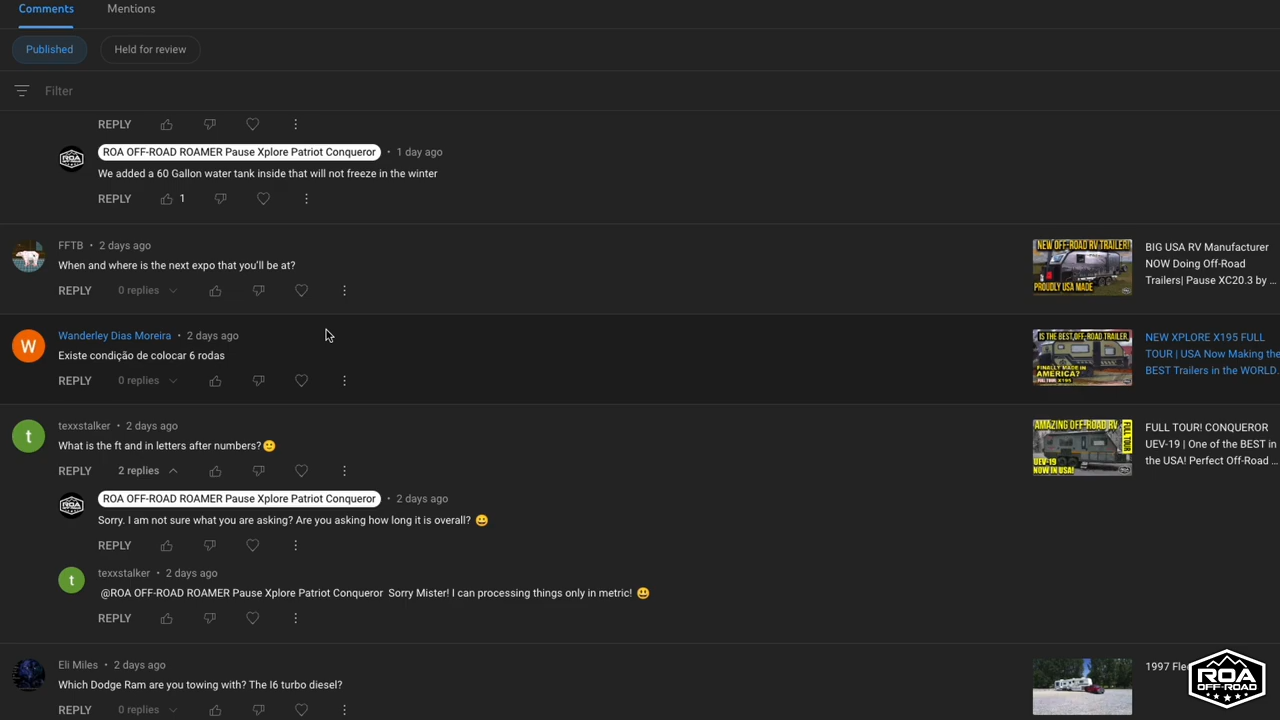 Comments
Mentions
Published
Held for review
Filter
REPLY
ROA OFF-ROAD ROAMER Pause Xplore Patriot Conqueror • 1 day ago
We added a 60 Gallon water tank inside that will not freeze in the winter
REPLY 1
FFTB • 2 days ago
When and where is the next expo that you'll be at?
REPLY 0 replies
NEW OFF-ROAD RV TRAILER!
PROUDLY USA MADE
BIG USA RV Manufacturer
NOW Doing Off-Road
Trailers| Pause XC20.3 by ...
W
Wanderley Dias Moreira • 2 days ago
Existe condição de colocar 6 rodas
REPLY 0 replies
IS THE BEST OFF-ROAD TRAILER
FINALLY MADE IN
AMERICA?
FULL TOUR X195
NEW XPLORE X195 FULL
TOUR | USA Now Making the
BEST Trailers in the WORLD.
t
texxstalker • 2 days ago
What is the ft and in letters after numbers?🙂
REPLY 2 replies
AMAZING OFF-ROAD RV
FULL TOUR
UEV-19
NOW IN USA!
FULL TOUR! CONQUEROR
UEV-19 | One of the BEST in
the USA! Perfect Off-Road ...
ROA OFF-ROAD ROAMER Pause Xplore Patriot Conqueror • 2 days ago
Sorry. I am not sure what you are asking? Are you asking how long it is overall? 😀
REPLY
t
texxstalker • 2 days ago
@ROA OFF-ROAD ROAMER Pause Xplore Patriot Conqueror Sorry Mister! I can processing things only in metric! 😃
REPLY
Eli Miles • 2 days ago
Which Dodge Ram are you towing with? The I6 turbo diesel?
REPLY 0 replies
1997 Flee
ROA
OFF-ROAD